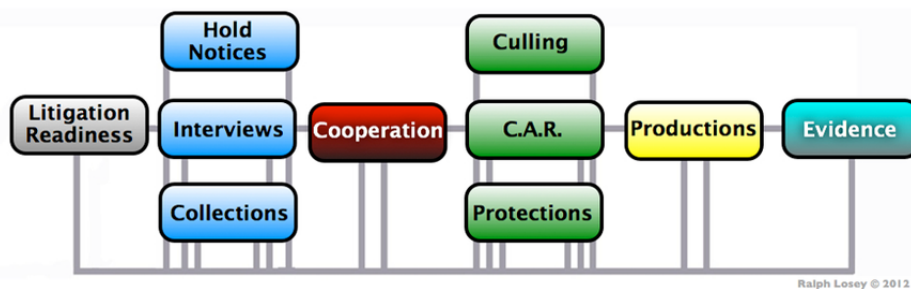 Hold
Notices
Culling
Litigation
Readiness
Interviews
Cooperation
C.A.R.
Productions
Evidence
Collections
Protections
Ralph Losey © 2012